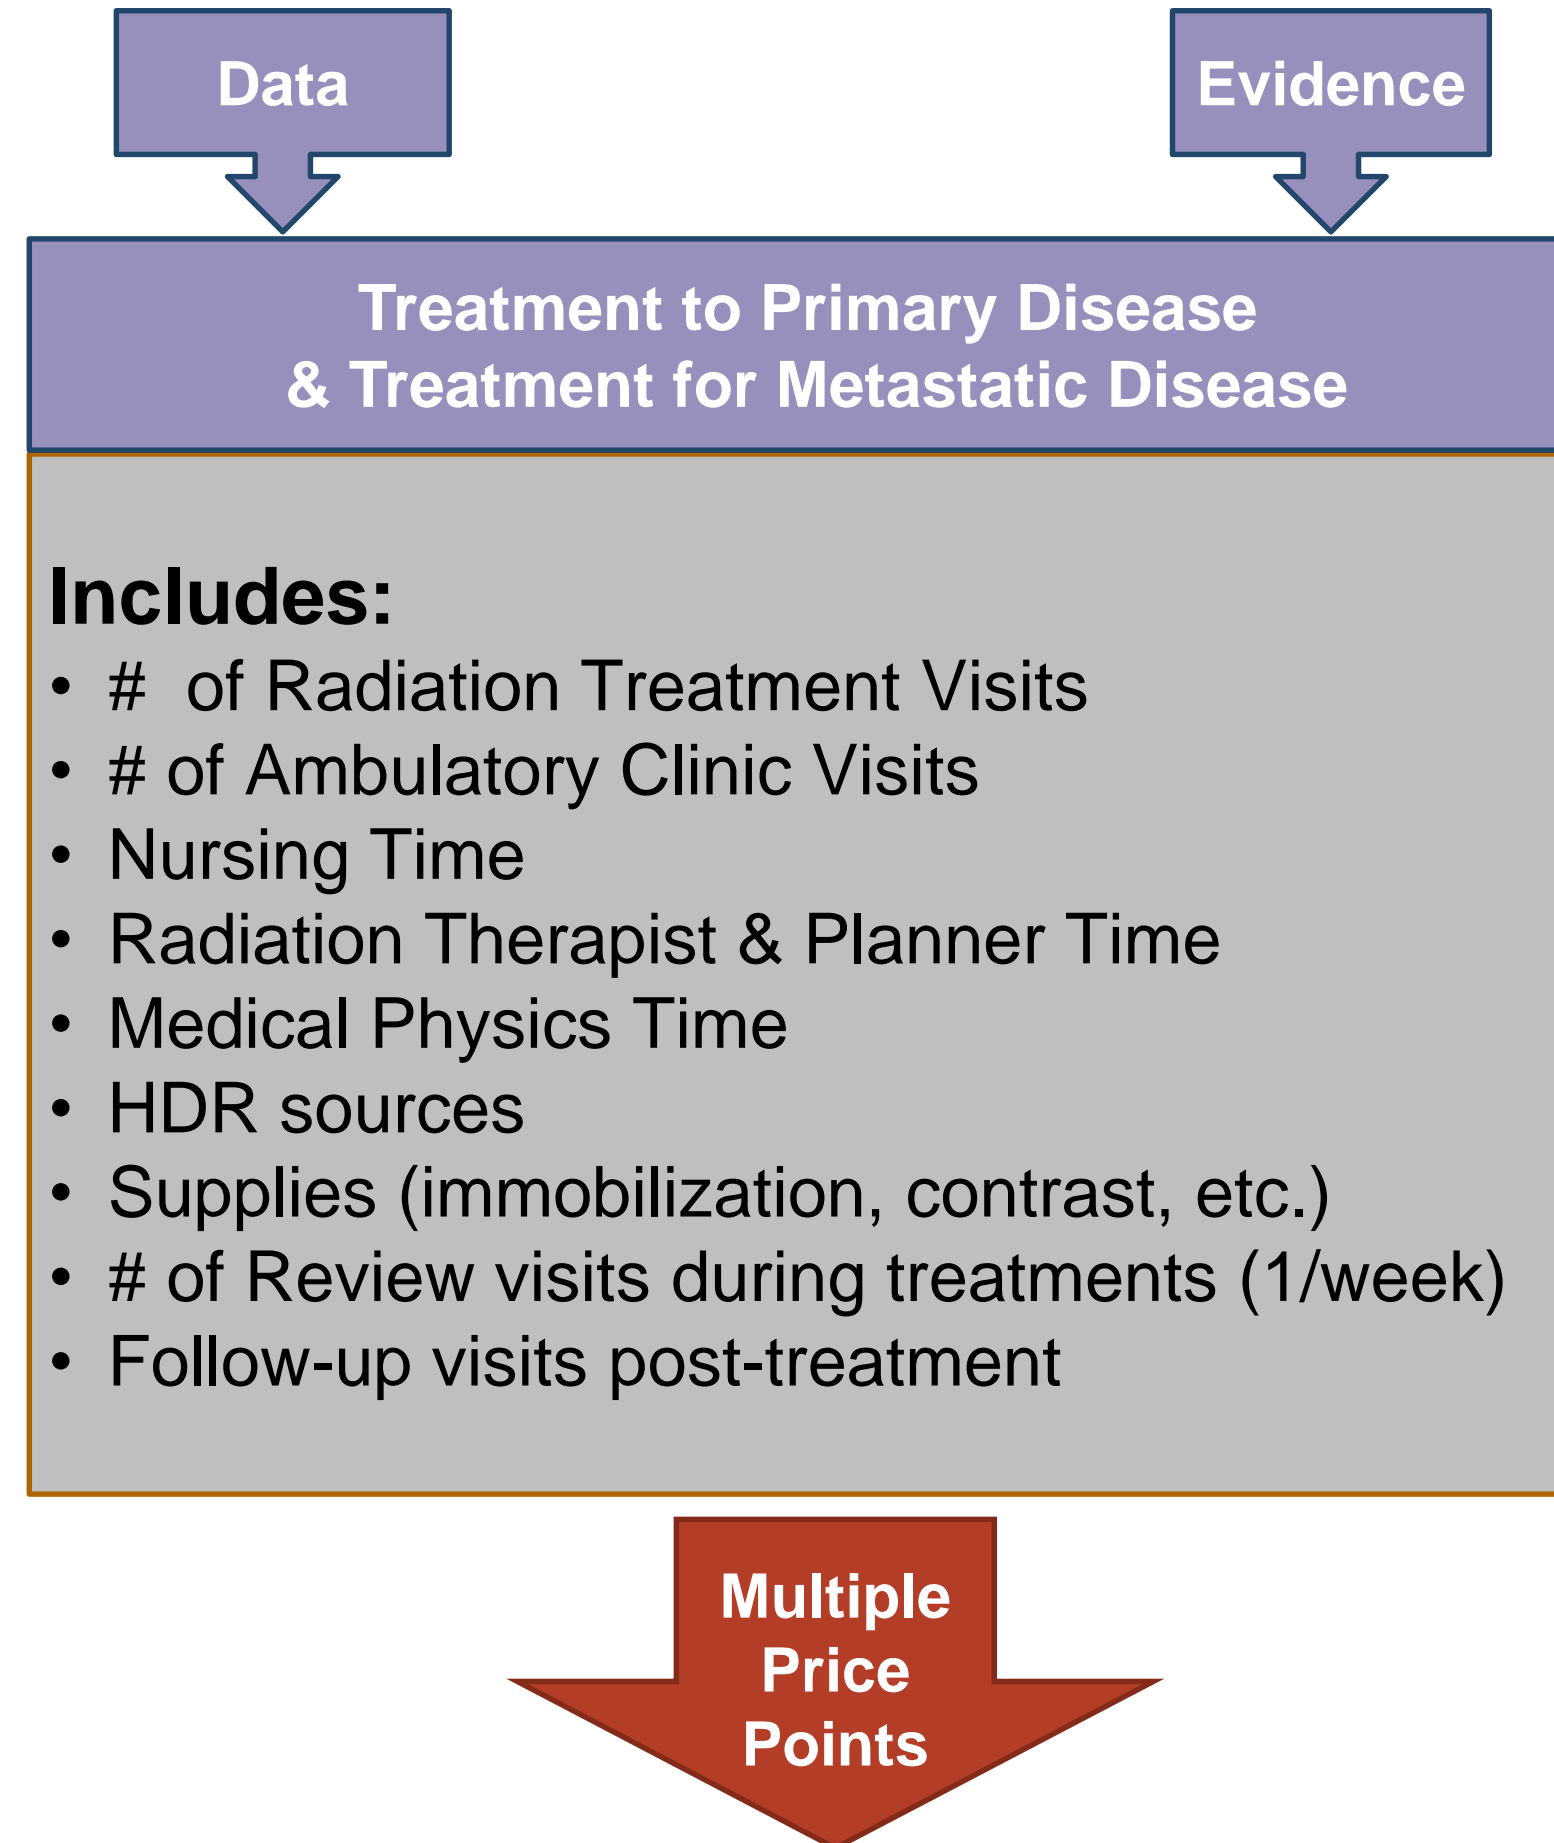 Data
Evidence
Treatment to Primary Disease
& Treatment for Metastatic Disease
Includes:
• # of Radiation Treatment Visits
• # of Ambulatory Clinic Visits
• Nursing Time
• Radiation Therapist & Planner Time
• Medical Physics Time
• HDR sources
• Supplies (immobilization, contrast, etc.)
• # of Review visits during treatments (1/week)
• Follow-up visits post-treatment
Multiple
Price
Points